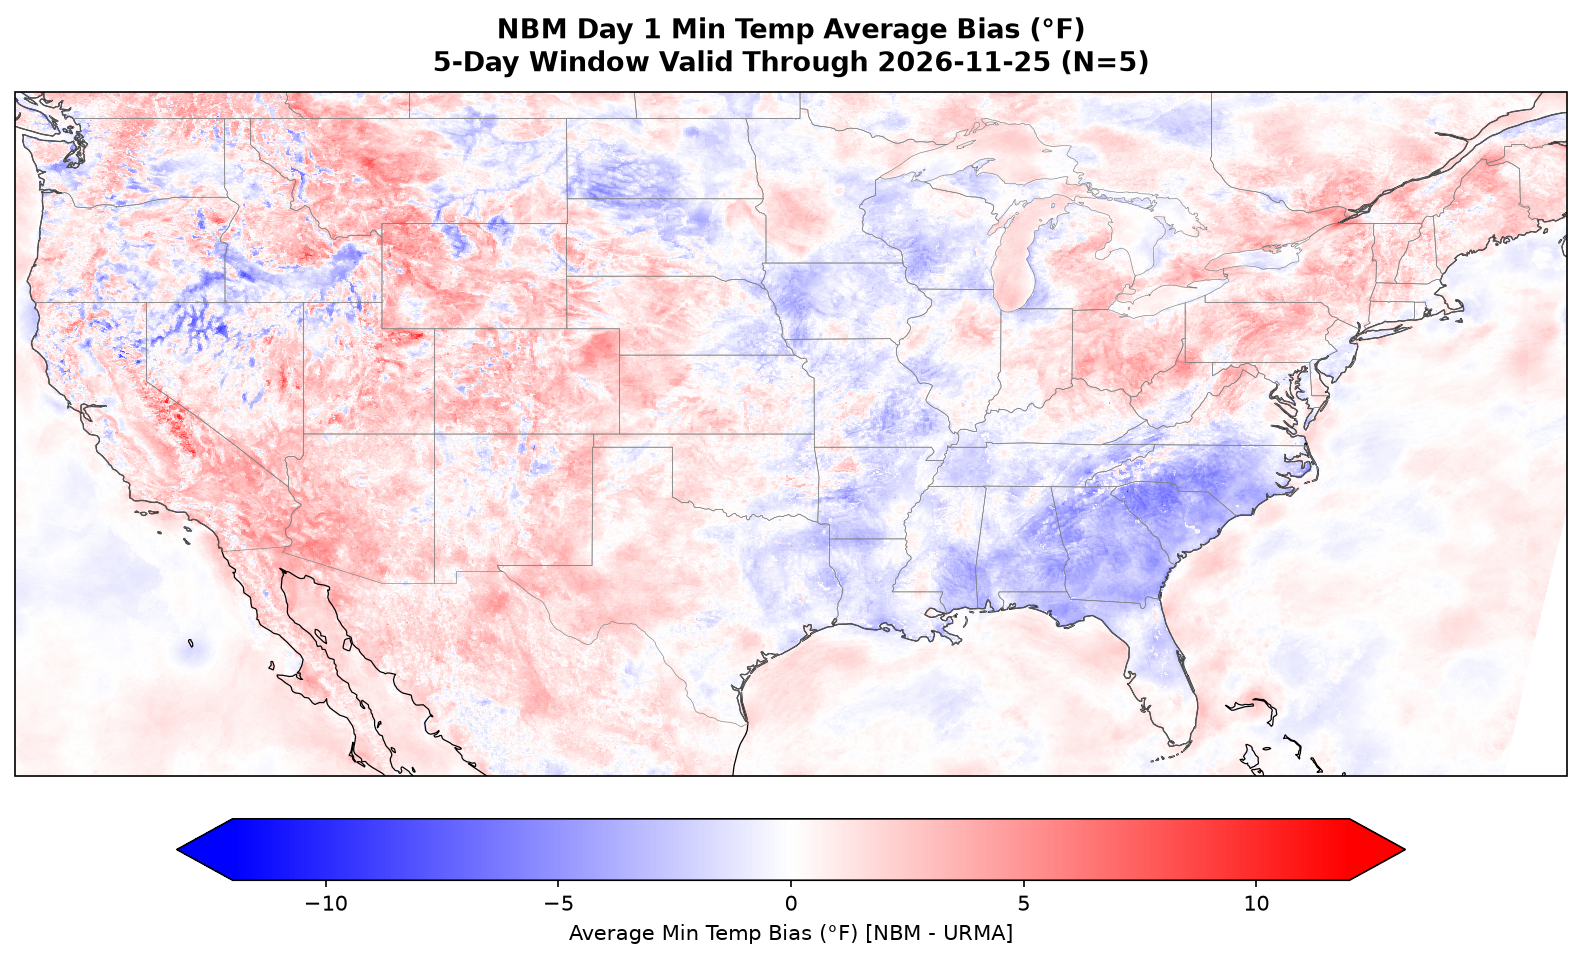 NBM Day 1 Min Temp Average Bias (°F)
5-Day Window Valid Through 2026-11-25 (N=5)
−10 −5 0 5 10
Average Min Temp Bias (°F) [NBM - URMA]